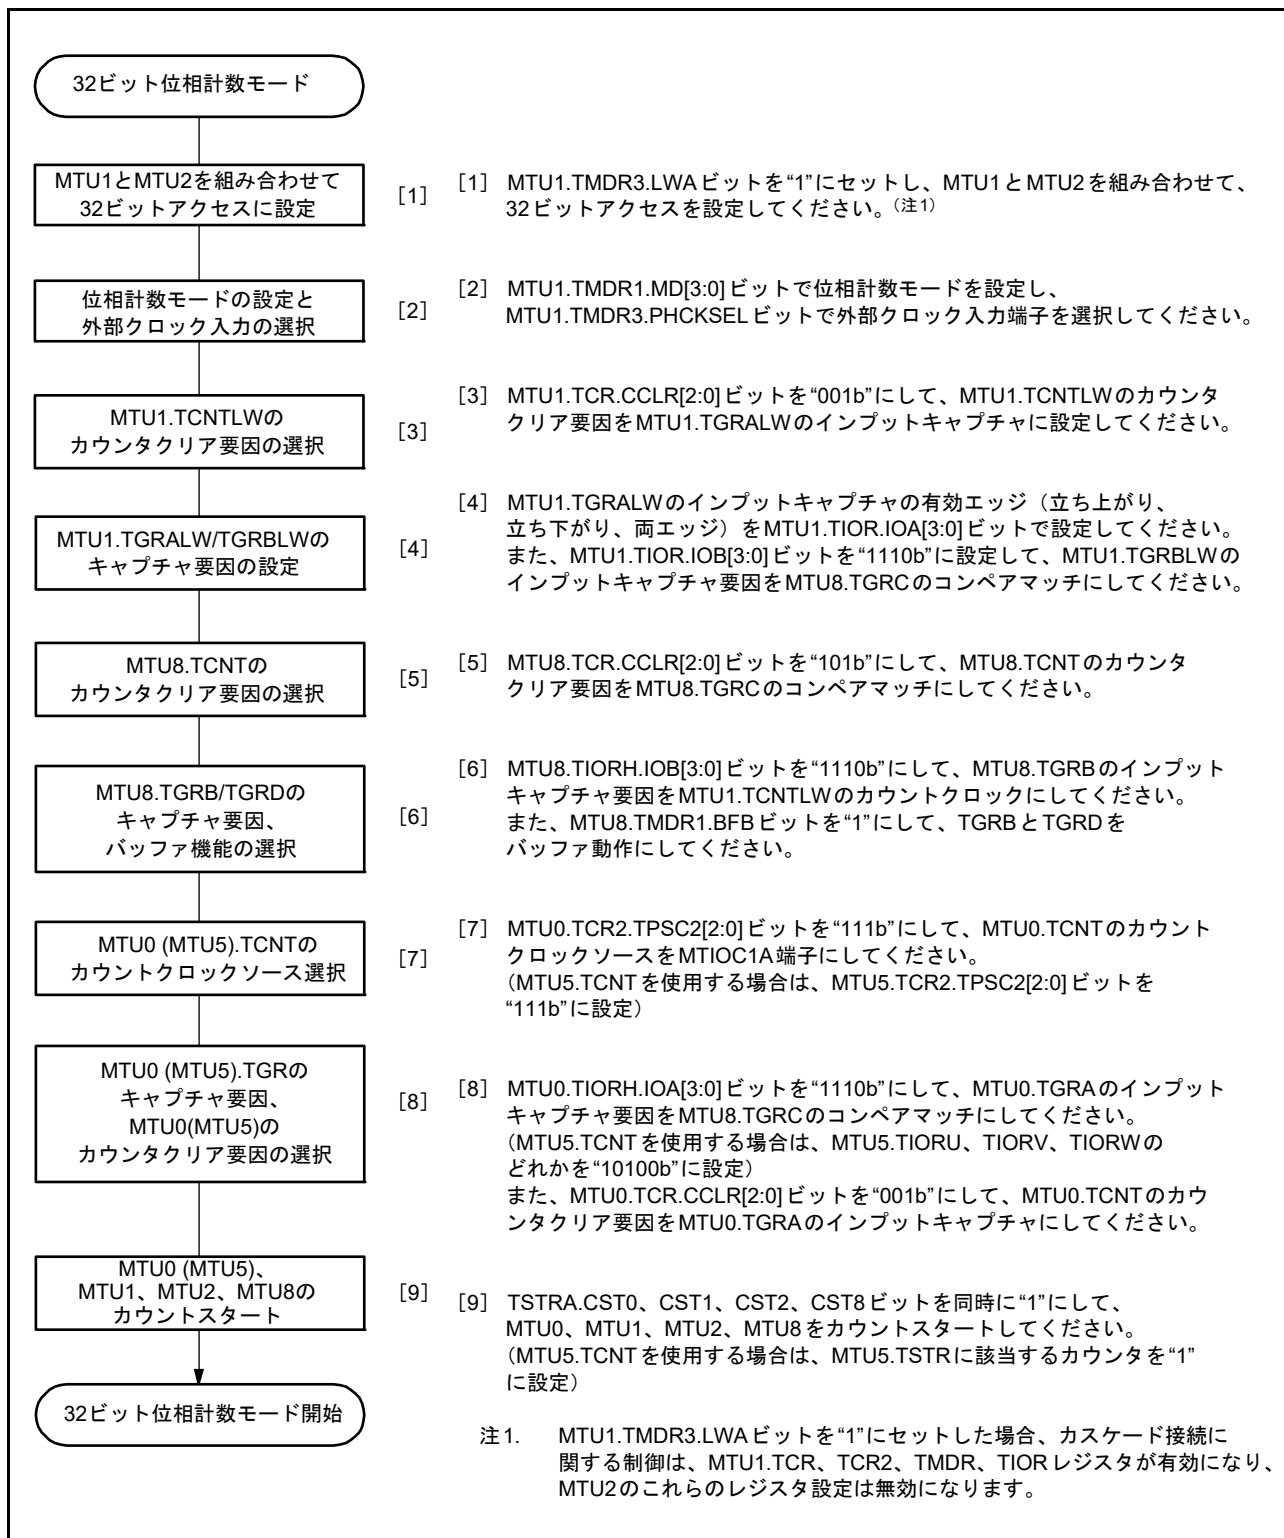 32ビット位相計数モード
MTU1とMTU2を組み合わせて
32ビットアクセスに設定
[1]
[1] MTU1.TMDR3.LWAビットを“1”にセットし、MTU1とMTU2を組み合わせて、
32ビットアクセスを設定してください。（注1）
位相計数モードの設定と
外部クロック入力の選択
[2]
[2] MTU1.TMDR1.MD[3:0]ビットで位相計数モードを設定し、
MTU1.TMDR3.PHCKSELビットで外部クロック入力端子を選択してください。
MTU1.TCNTLWの
カウンタクリア要因の選択
[3]
[3] MTU1.TCR.CCLR[2:0]ビットを“001b”にして、MTU1.TCNTLWのカウンタ
クリア要因をMTU1.TGRALWのインプットキャプチャに設定してください。
MTU1.TGRALW/TGRBLWの
キャプチャ要因の設定
[4]
[4] MTU1.TGRALWのインプットキャプチャの有効エッジ（立ち上がり、
立ち下がり、両エッジ）をMTU1.TIOR.IOA[3:0]ビットで設定してください。
また、MTU1.TIOR.IOB[3:0]ビットを“1110b”に設定して、MTU1.TGRBLWの
インプットキャプチャ要因をMTU8.TGRCのコンペアマッチにしてください。
MTU8.TCNTの
カウンタクリア要因の選択
[5]
[5] MTU8.TCR.CCLR[2:0]ビットを“101b”にして、MTU8.TCNTのカウンタ
クリア要因をMTU8.TGRCのコンペアマッチにしてください。
MTU8.TGRB/TGRDの
キャプチャ要因、
バッファ機能の選択
[6]
[6] MTU8.TIORH.IOB[3:0]ビットを“1110b”にして、MTU8.TGRBのインプット
キャプチャ要因をMTU1.TCNTLWのカウントクロックにしてください。
また、MTU8.TMDR1.BFBビットを“1”にして、TGRBとTGRDを
バッファ動作にしてください。
MTU0 (MTU5).TCNTの
カウントクロックソース選択
[7]
[7] MTU0.TCR2.TPSC2[2:0]ビットを“111b”にして、MTU0.TCNTのカウント
クロックソースをMTIOC1A端子にしてください。
（MTU5.TCNTを使用する場合は、MTU5.TCR2.TPSC2[2:0]ビットを
“111b”に設定）
MTU0 (MTU5).TGRの
キャプチャ要因、
MTU0(MTU5)の
カウンタクリア要因の選択
[8]
[8] MTU0.TIORH.IOA[3:0]ビットを“1110b”にして、MTU0.TGRAのインプット
キャプチャ要因をMTU8.TGRCのコンペアマッチにしてください。
（MTU5.TCNTを使用する場合は、MTU5.TIORU、TIORV、TIORWの
どれかを“10100b”に設定）
また、MTU0.TCR.CCLR[2:0]ビットを“001b”にして、MTU0.TCNTのカウ
ンタクリア要因をMTU0.TGRAのインプットキャプチャにしてください。
MTU0 (MTU5)、
MTU1、MTU2、MTU8の
カウントスタート
[9]
[9] TSTRA.CST0、CST1、CST2、CST8ビットを同時に“1”にして、
MTU0、MTU1、MTU2、MTU8をカウントスタートしてください。
（MTU5.TCNTを使用する場合は、MTU5.TSTRに該当するカウンタを“1”
に設定）
32ビット位相計数モード開始
注1. MTU1.TMDR3.LWAビットを“1”にセットした場合、カスケード接続に
関する制御は、MTU1.TCR、TCR2、TMDR、TIORレジスタが有効になり、
MTU2のこれらのレジスタ設定は無効になります。